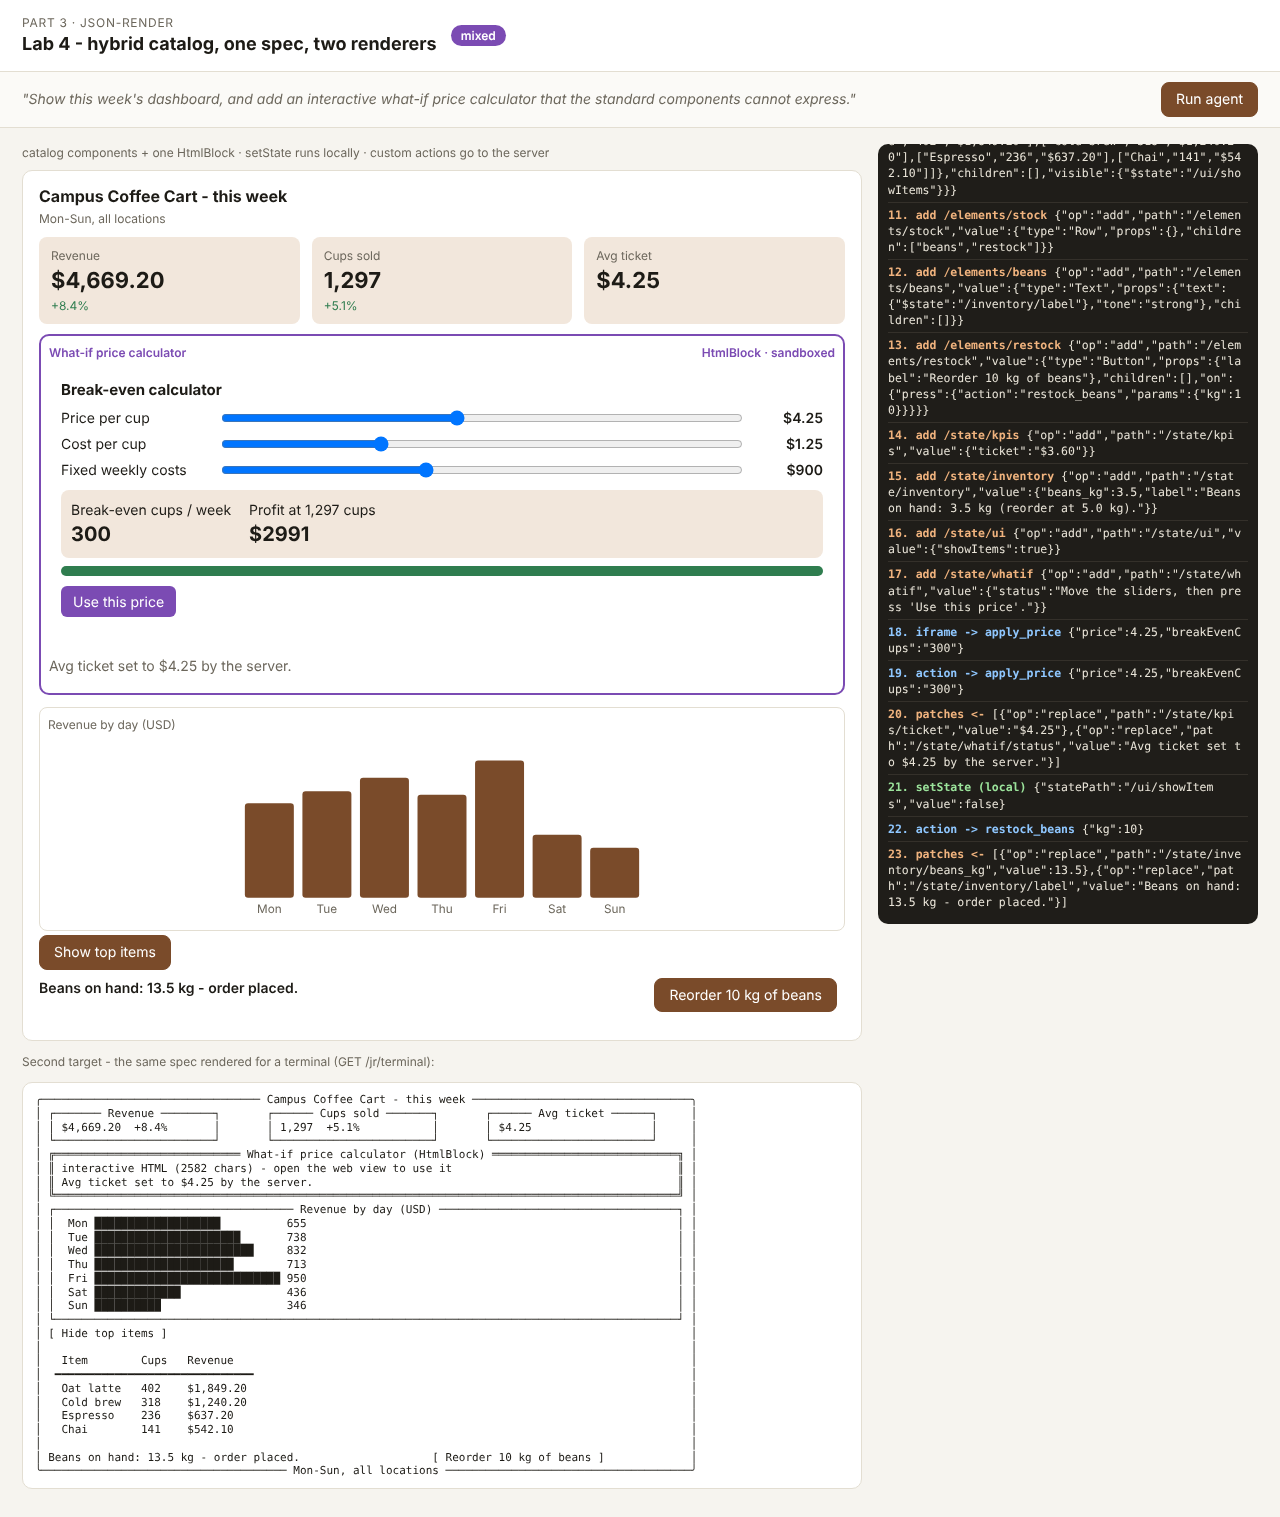 PART 3 · JSON-RENDER
Lab 4 - hybrid catalog, one spec, two renderers
mixed
"Show this week's dashboard, and add an interactive what-if price calculator that the standard components cannot express."
Run agent
catalog components + one HtmlBlock · setState runs locally · custom actions go to the server
Campus Coffee Cart - this week
Mon-Sun, all locations
Revenue
$4,669.20
+8.4%
Cups sold
1,297
+5.1%
Avg ticket
$4.25
What-if price calculator
HtmlBlock · sandboxed
Break-even calculator
Price per cup $4.25
Cost per cup $1.25
Fixed weekly costs $900
Break-even cups / week
300
Profit at 1,297 cups
$2991
Use this price
Avg ticket set to $4.25 by the server.
Revenue by day (USD)
Mon Tue Wed Thu Fri Sat Sun
Show top items
Beans on hand: 13.5 kg - order placed.
Reorder 10 kg of beans
0"],["Espresso","236","$637.20"],["Chai","141","$54
2.10"]]},"children":[],"visible":{"$state":"/ui/sho
wItems"}}}
11. add /elements/stock {"op":"add","path":"/elemen
ts/stock","value":{"type":"Row","props":{},"childre
n":["beans","restock"]}}
12. add /elements/beans {"op":"add","path":"/elemen
ts/beans","value":{"type":"Text","props":{"text":
{"$state":"/inventory/label"},"tone":"strong"},"chi
ldren":[]}}
13. add /elements/restock {"op":"add","path":"/elem
ents/restock","value":{"type":"Button","props":{"la
bel":"Reorder 10 kg of beans"},"children":[],"on":
{"press":{"action":"restock_beans","params":{"kg":1
0}}}}}
14. add /state/kpis {"op":"add","path":"/state/kpi
s","value":{"ticket":"$3.60"}}
15. add /state/inventory {"op":"add","path":"/stat
e/inventory","value":{"beans_kg":3.5,"label":"Beans
on hand: 3.5 kg (reorder at 5.0 kg)."}}
16. add /state/ui {"op":"add","path":"/state/ui","v
alue":{"showItems":true}}
17. add /state/whatif {"op":"add","path":"/state/wh
atif","value":{"status":"Move the sliders, then pre
ss 'Use this price'."}}
18. iframe -> apply_price {"price":4.25,"breakEvenC
ups":"300"}
19. action -> apply_price {"price":4.25,"breakEvenC
ups":"300"}
20. patches <- [{"op":"replace","path":"/state/kpi
s/ticket","value":"$4.25"},{"op":"replace","pat
h":"/state/whatif/status","value":"Avg ticket set t
o $4.25 by the server."}]
21. setState (local) {"statePath":"/ui/showItem
s","value":false}
22. action -> restock_beans {"kg":10}
23. patches <- [{"op":"replace","path":"/state/inve
ntory/beans_kg","value":13.5},{"op":"replace","pat
h":"/state/inventory/label","value":"Beans on hand:
13.5 kg - order placed."}]
Second target - the same spec rendered for a terminal (GET /jr/terminal):
Campus Coffee Cart - this week
Revenue Cups sold Avg ticket
$4,669.20 +8.4% 1,297 +5.1% $4.25
What-if price calculator (HtmlBlock)
interactive HTML (2582 chars) - open the web view to use it
Avg ticket set to $4.25 by the server.
Revenue by day (USD)
Mon 655
Tue 738
Wed 832
Thu 713
Fri 950
Sat 436
Sun 346
[ Hide top items ]
Item Cups Revenue
Oat latte 402 $1,849.20
Cold brew 318 $1,240.20
Espresso 236 $637.20
Chai 141 $542.10
Beans on hand: 13.5 kg - order placed. [ Reorder 10 kg of beans ]
Mon-Sun, all locations